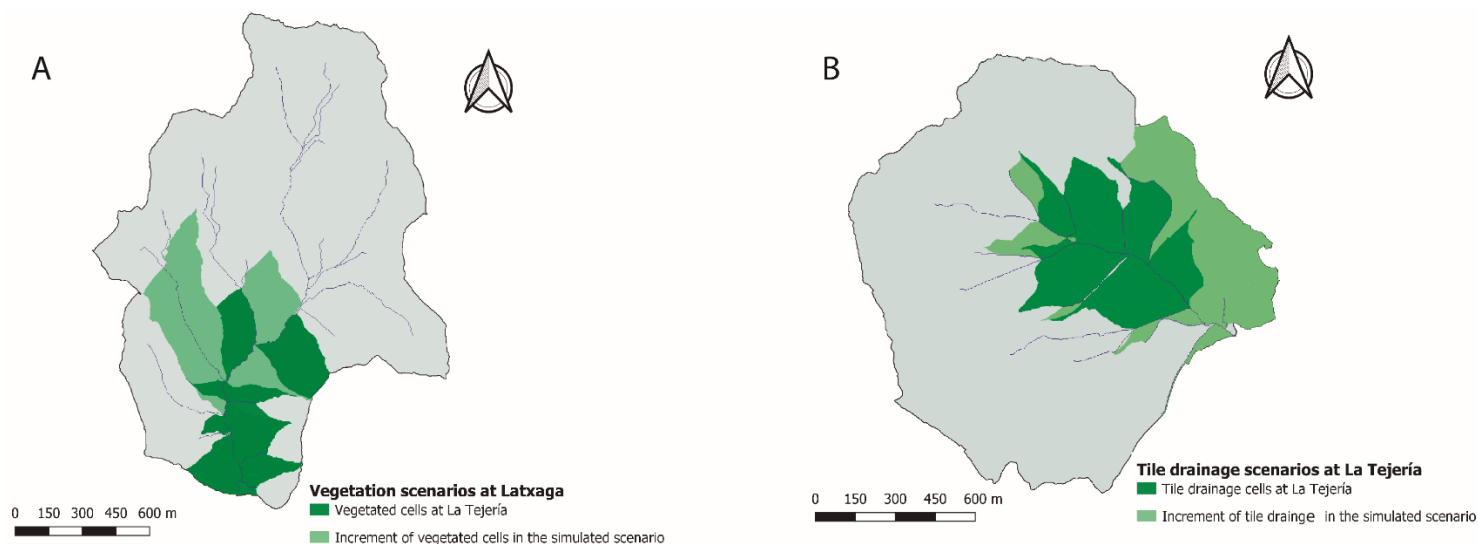 A
B
Vegetation scenarios at Latxaga
Vegetated cells at La Tejería
Increment of vegetated cells in the simulated scenario
0 150 300 450 600 m
Tile drainage scenarios at La Tejería
Tile drainage cells at La Tejería
Increment of tile drainge in the simulated scenario
0 150 300 450 600 m